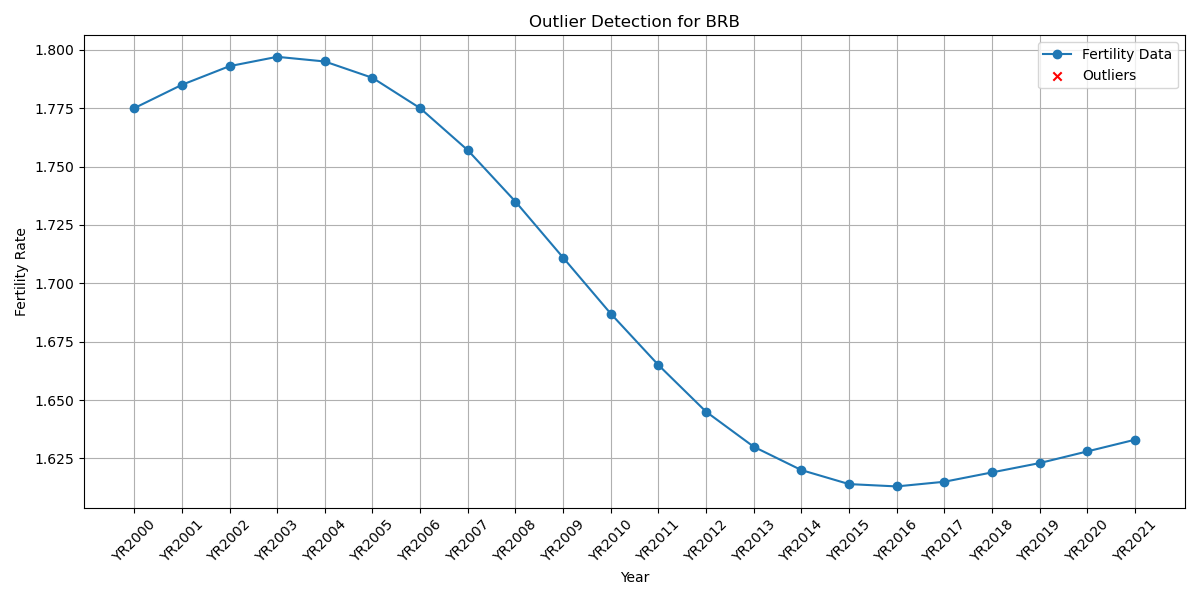 Outlier Detection for BRB
Fertility Data
Outliers
Fertility Rate
1.800
1.775
1.750
1.725
1.700
1.675
1.650
1.625
YR2000
YR2001
YR2002
YR2003
YR2004
YR2005
YR2006
YR2007
YR2008
YR2009
YR2010
YR2011
YR2012
YR2013
YR2014
YR2015
YR2016
YR2017
YR2018
YR2019
YR2020
YR2021
Year